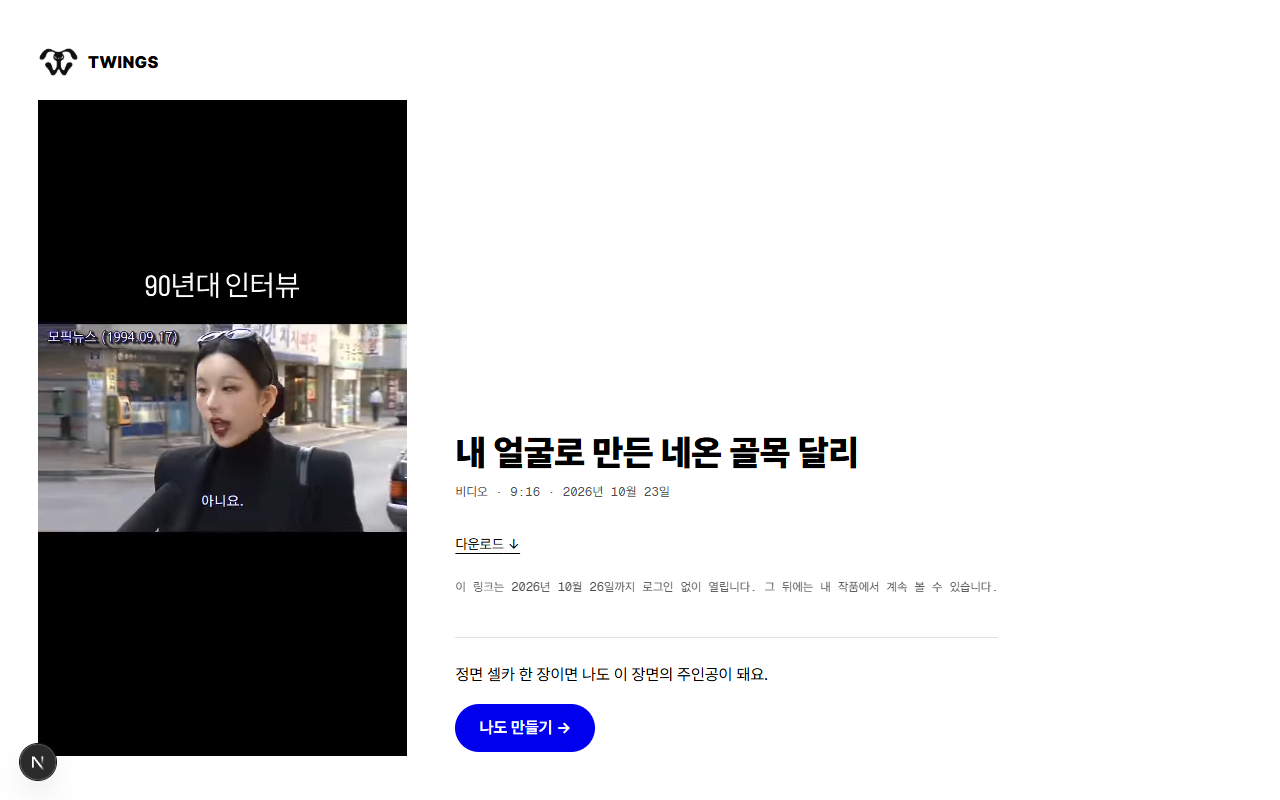 TWINGS
90년대 인터뷰
모픽뉴스 (1994.09.17)
아니요.
내 얼굴로 만든 네온 골목 달리
비디오 · 9:16 · 2026년 10월 23일
다운로드 ↓
이 링크는 2026년 10월 26일까지 로그인 없이 열립니다. 그 뒤에는 내 작품에서 계속 볼 수 있습니다.
정면 셀카 한 장이면 나도 이 장면의 주인공이 돼요.
나도 만들기 →
N